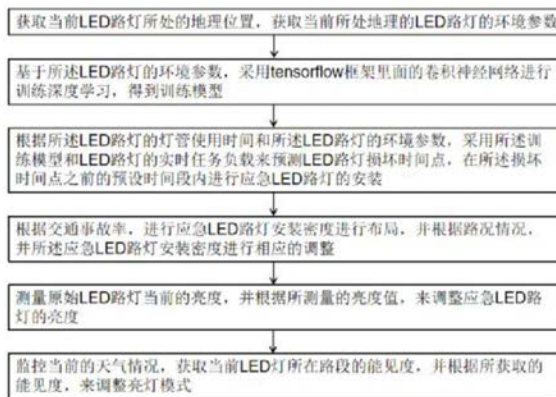 获取当前LED路灯所处的地理位置，获取当前所处地理的LED路灯的环境参数
基于所述LED路灯的环境参数，采用tensorflow框架里面的卷积神经网络进行
训练深度学习，得到训练模型
根据所述LED路灯的灯管使用时间和所述LED路灯的环境参数，采用所述训
练模型和LED路灯的实时任务负载来预测LED路灯损坏时间点，在所述损坏
时间点之前的预设时间段内进行应急LED路灯的安装
根据交通事故率，进行应急LED路灯安装密度进行布局，并根据路况情况，
并所述应急LED路灯安装密度进行相应的调整
测量原始LED路灯当前的亮度，并根据所测量的亮度值，来调整应急LED路
灯的亮度
监控当前的天气情况，获取当前LED灯所在路段的能见度，并根据所获取的
能见度，来调整亮灯模式